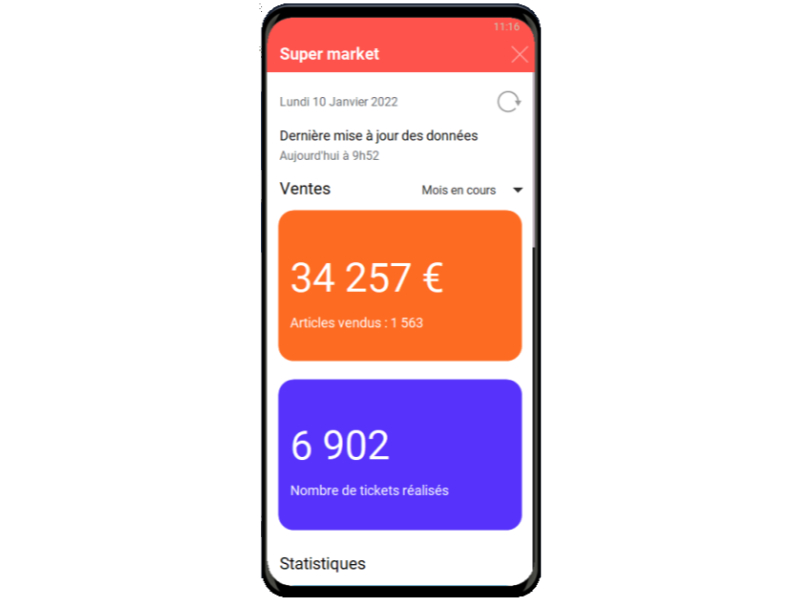 11:16
Super market
Lundi 10 Janvier 2022
Dernière mise à jour des données
Aujourd'hui à 9h52
Ventes Mois en cours
34 257 €
Articles vendus : 1 563
6 902
Nombre de tickets réalisés
Statistiques